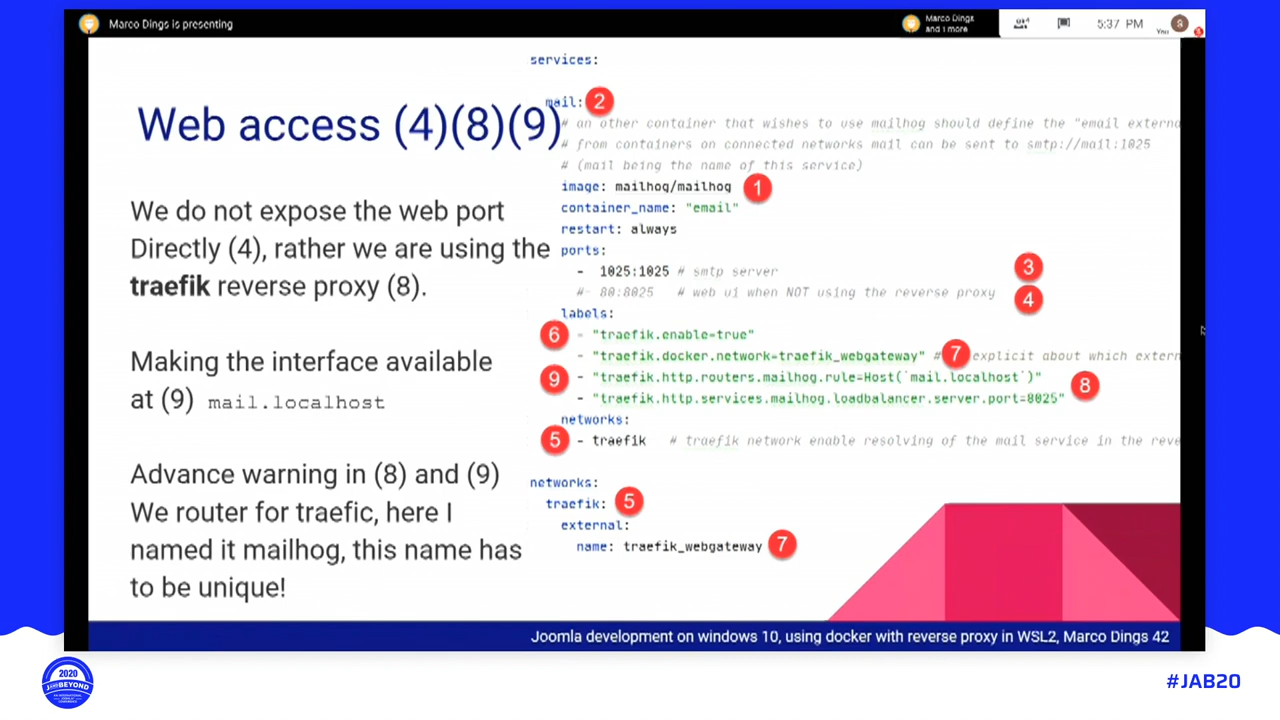 Marco Dings is presenting
Marco Dings
and 1 more
5:37 PM
You
S
Web access (4)(8)(9)
We do not expose the web port
Directly (4), rather we are using the
traefik reverse proxy (8).
Making the interface available
at (9) mail.localhost
Advance warning in (8) and (9)
We router for traefic, here I
named it mailhog, this name has
to be unique!
services:
mail: 2
# an other container that wishes to use mailhog should define the "email externa
# from containers on connected networks mail can be sent to smtp://mail:1025
# (mail being the name of this service)
image: mailhog/mailhog 1
container_name: "email"
restart: always
ports:
- 1025:1025 # smtp server 3
#- 80:8025 # web ui when NOT using the reverse proxy 4
labels:
6 - "traefik.enable=true"
- "traefik.docker.network=traefik_webgateway" # 7 explicit about which extern
9 - "traefik.http.routers.mailhog.rule=Host(`mail.localhost`)" 8
- "traefik.http.services.mailhog.loadbalancer.server.port=8025"
networks:
5 - traefik # traefik network enable resolving of the mail service in the reve
networks:
traefik: 5
external:
name: traefik_webgateway 7
Joomla development on windows 10, using docker with reverse proxy in WSL2, Marco Dings 42
2020
BEYOND
#JAB20